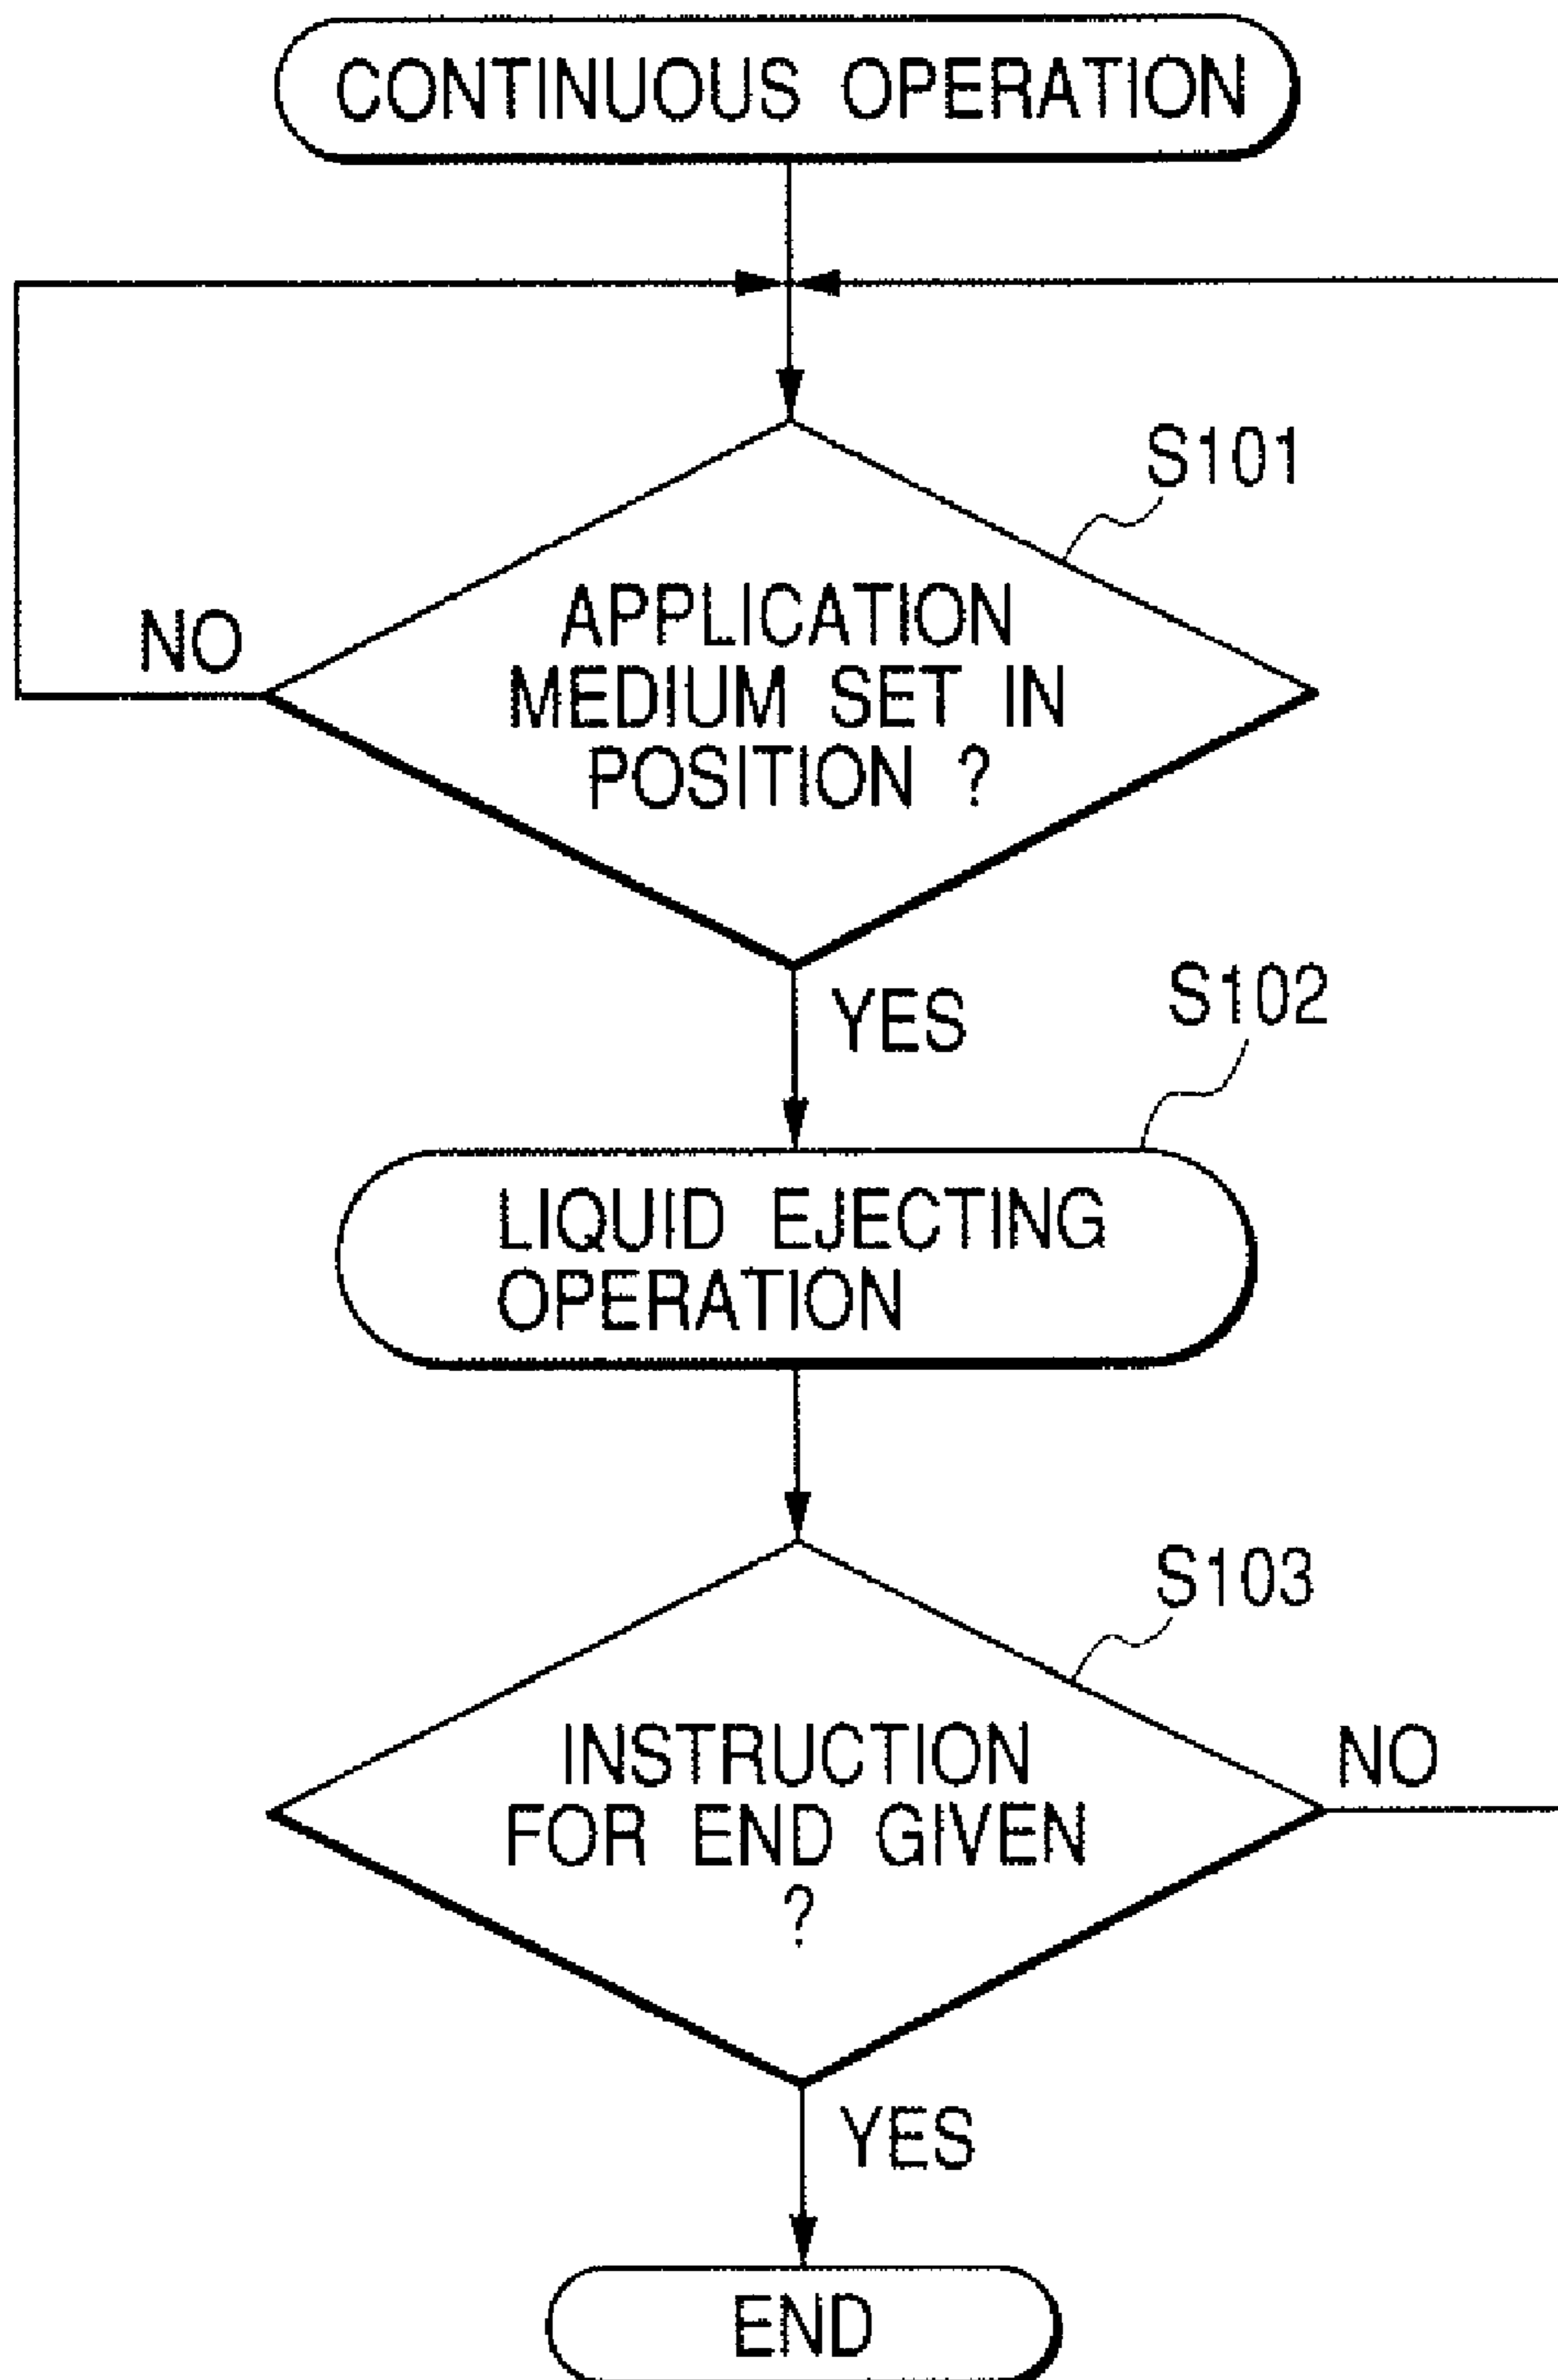 CONTINUOUS OPERATION
S101
APPLICATION
MEDIUM SET IN
POSITION ?
NO
YES
S102
LIQUID EJECTING
OPERATION
S103
INSTRUCTION
FOR END GIVEN
?
NO
YES
END